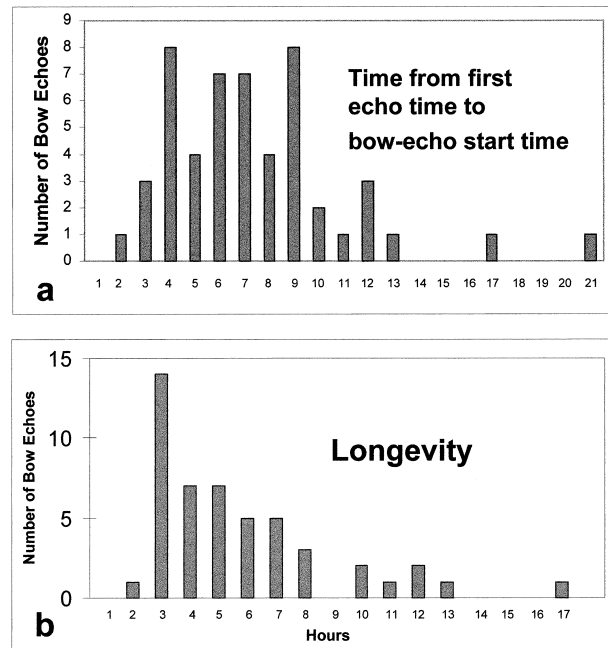 Number of Bow Echoes
9
8
7
6
5
4
3
2
1
0
Time from first
echo time to
bow-echo start time
1 2 3 4 5 6 7 8 9 10 11 12 13 14 15 16 17 18 19 20 21
a
Number of Bow Echoes
15
10
5
0
Longevity
1 2 3 4 5 6 7 8 9 10 11 12 13 14 15 16 17
Hours
b